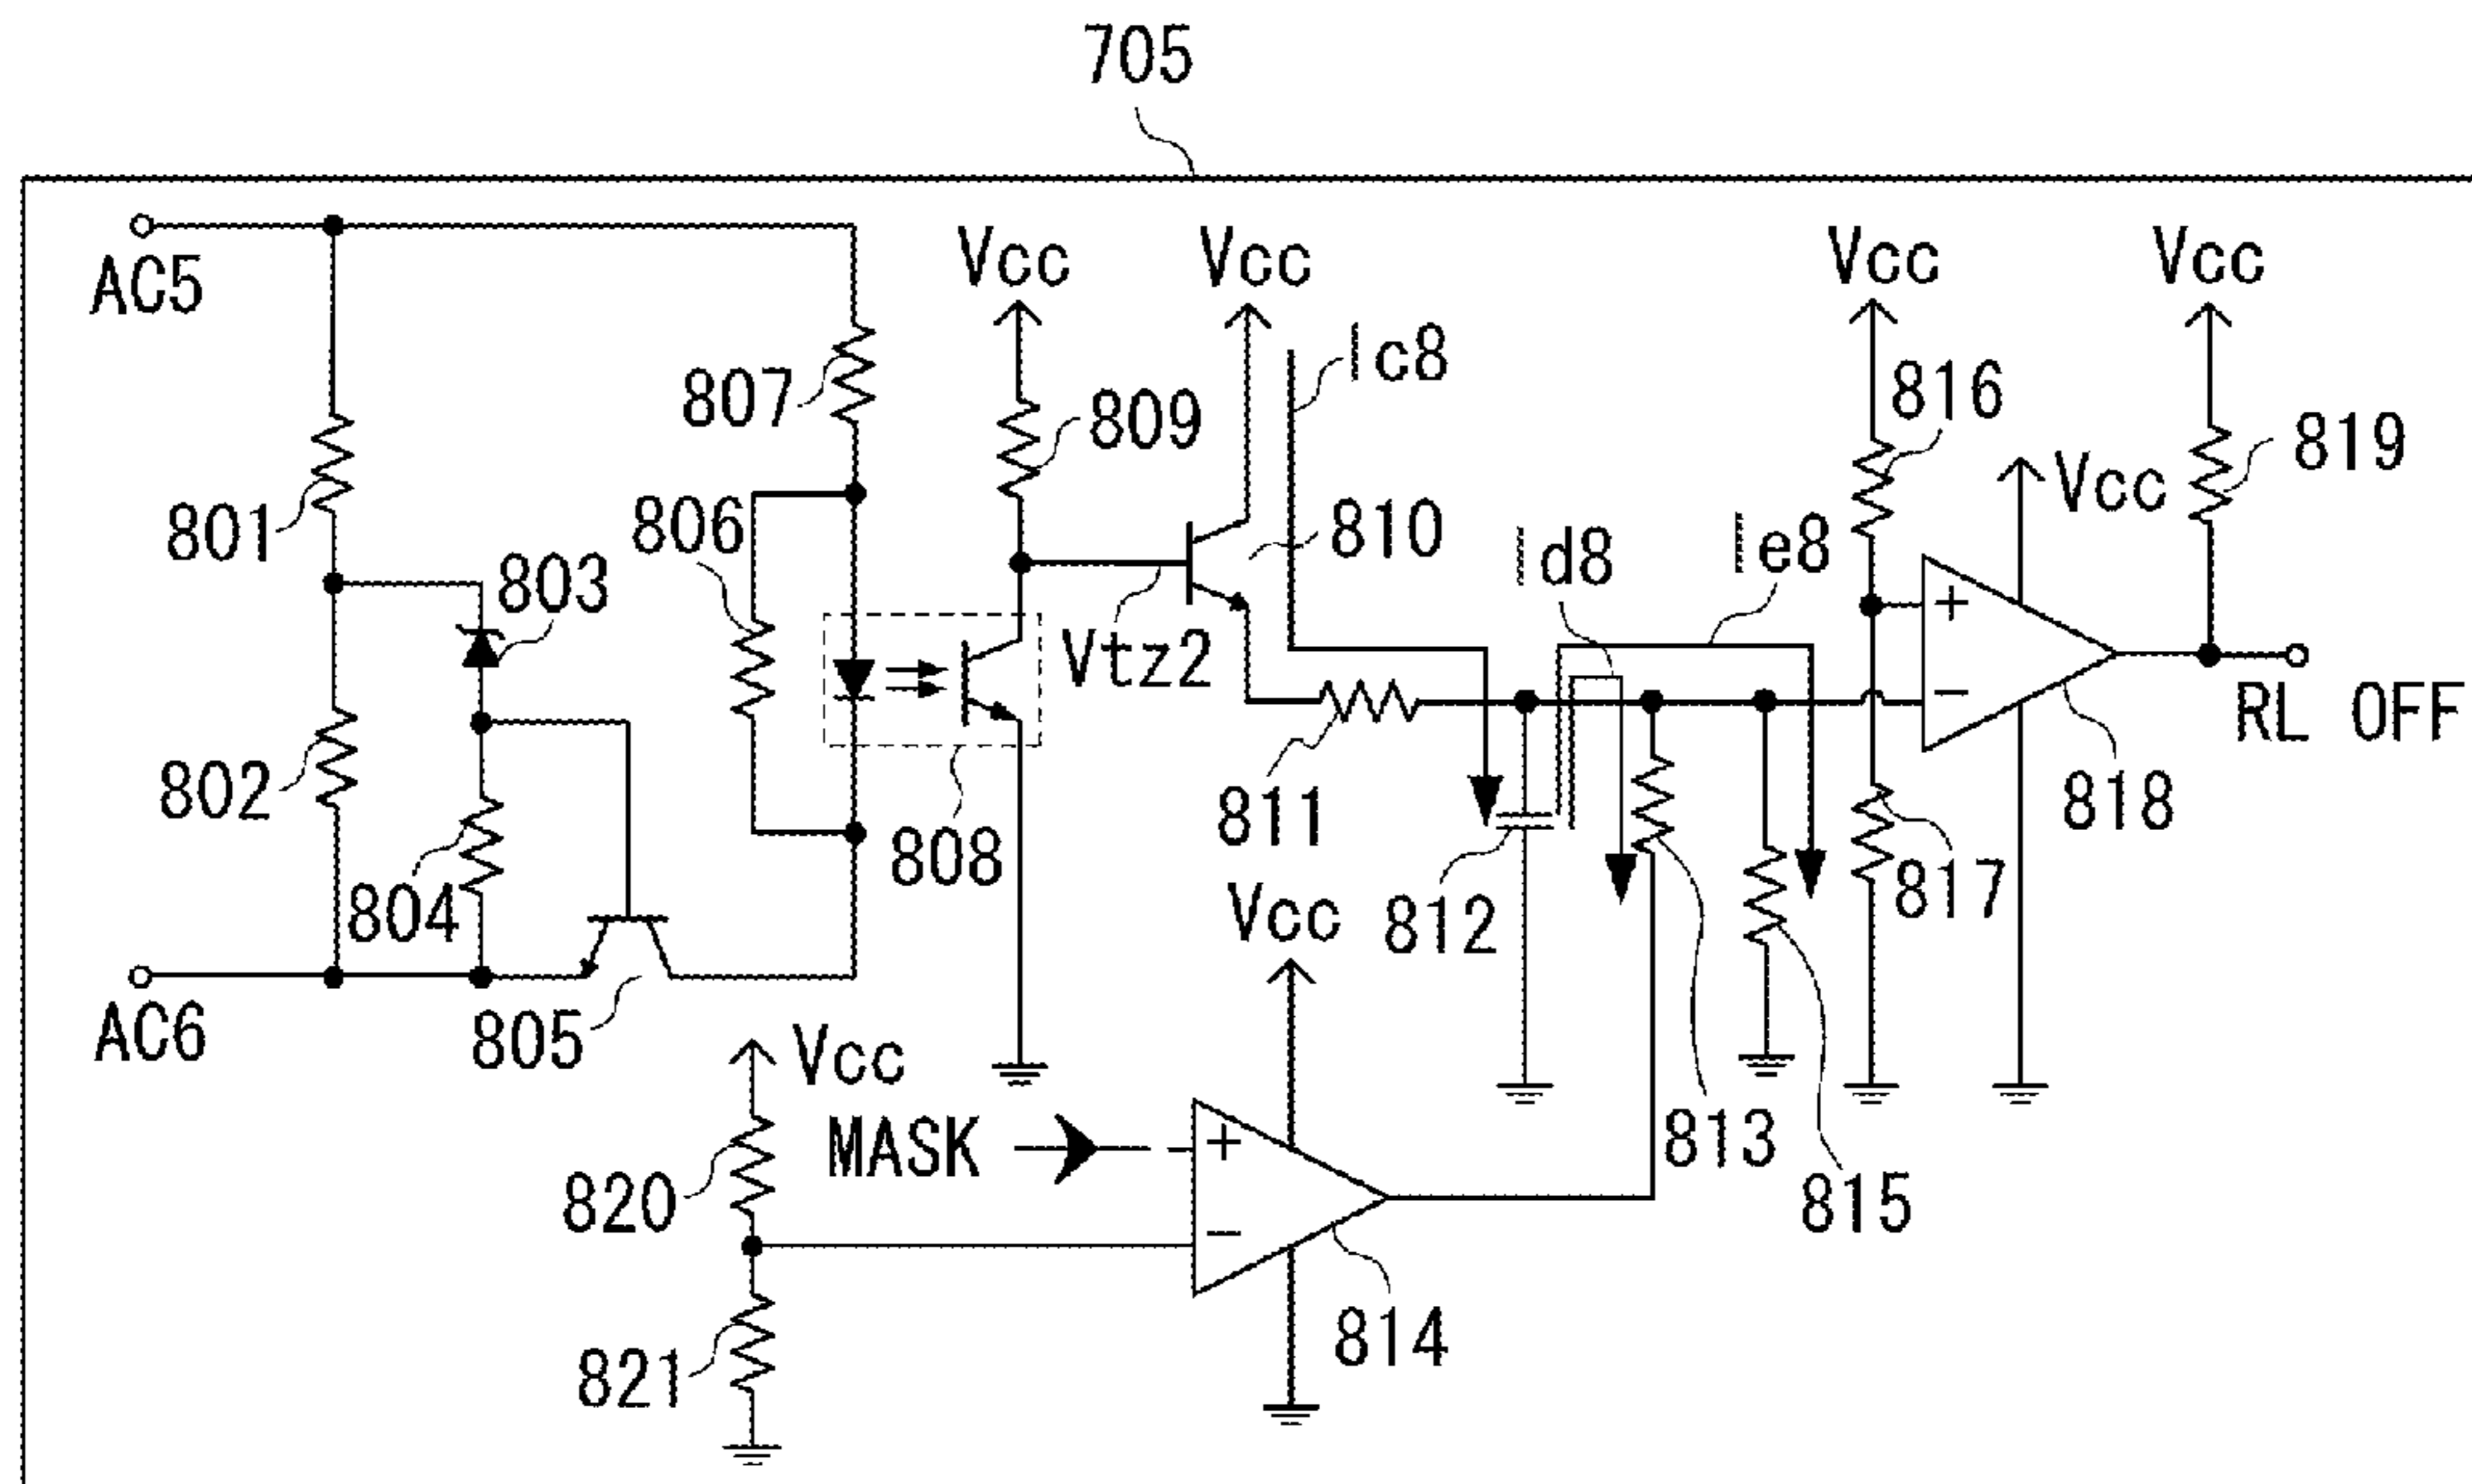 705
AC5
Vcc
Vcc
Vcc
Vcc
Ic8
807
816
809
819
801
806
803
810
Id8
Ie8
Vcc
+
Vtz2
−
RL OFF
802
804
808
811
812
817
818
Vcc
AC6
805
Vcc
MASK
+
813
820
−
815
821
814